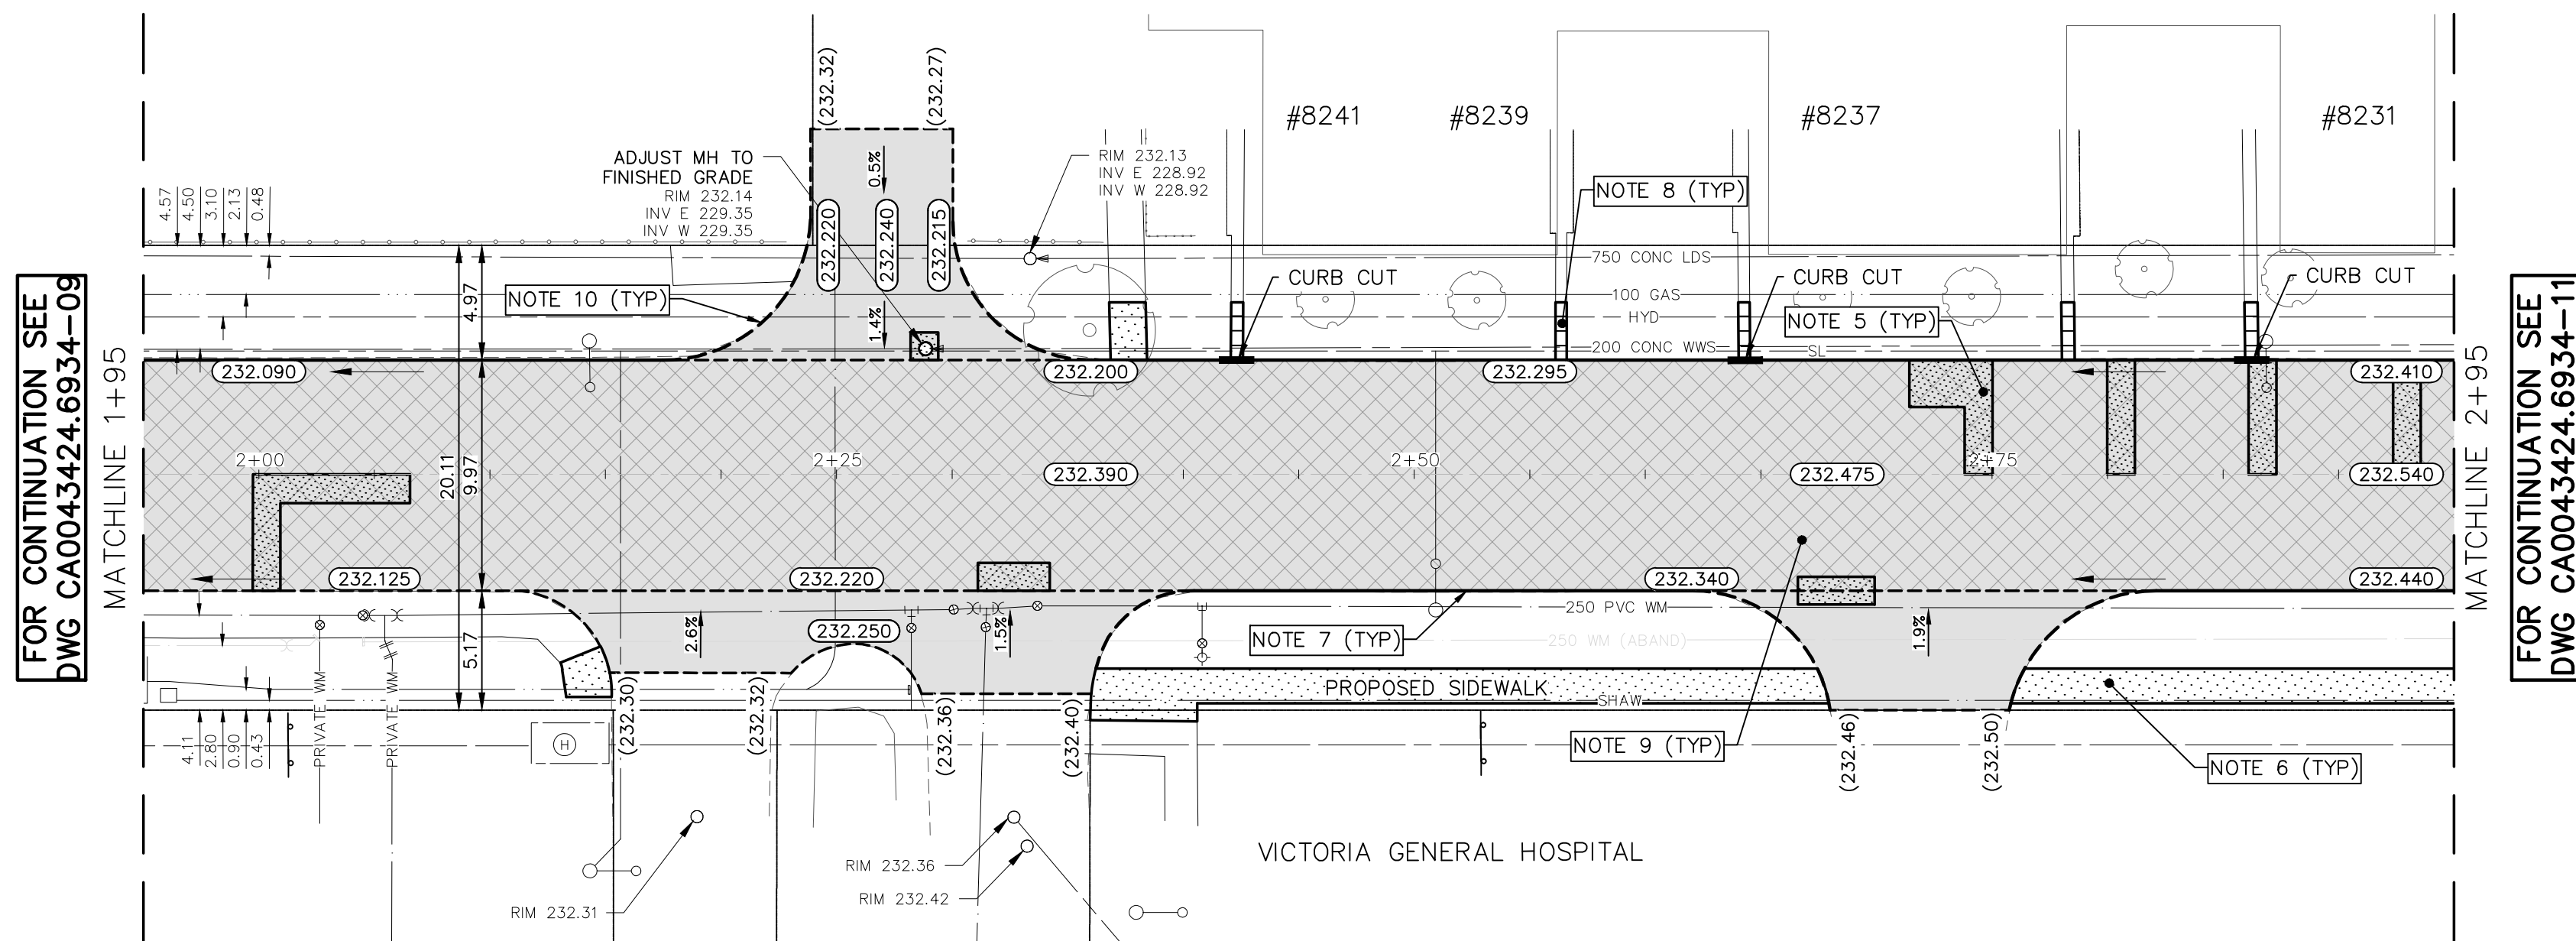 FOR CONTINUATION SEE
DWG CA0043424.6934-09
MATCHLINE 1+95
4.57
4.50
3.10
2.13
0.48
ADJUST MH TO
FINISHED GRADE
RIM 232.14
INV E 229.35
INV W 229.35
(232.32)
(232.27)
0.5%
232.220
232.240
232.215
1.4%
RIM 232.13
INV E 228.92
INV W 228.92
#8241
#8239
#8237
#8231
NOTE 8 (TYP)
NOTE 10 (TYP)
CURB CUT
CURB CUT
CURB CUT
750 CONC LDS
100 GAS
HYD
200 CONC WWS
SL
NOTE 5 (TYP)
4.97
20.11
9.97
5.17
232.090
232.200
232.295
232.410
2+00
2+25
2+50
2+75
232.390
232.475
232.540
232.125
232.220
232.340
232.440
232.250
2.6%
1.5%
1.9%
250 PVC WM
250 WM (ABAND)
NOTE 7 (TYP)
PROPOSED SIDEWALK
SHAW
NOTE 9 (TYP)
NOTE 6 (TYP)
4.11
2.80
0.90
0.43
PRIVATE WM
PRIVATE WM
H
(232.30)
(232.32)
(232.36)
(232.40)
(232.46)
(232.50)
RIM 232.31
RIM 232.36
RIM 232.42
VICTORIA GENERAL HOSPITAL
MATCHLINE 2+95
FOR CONTINUATION SEE
DWG CA0043424.6934-11